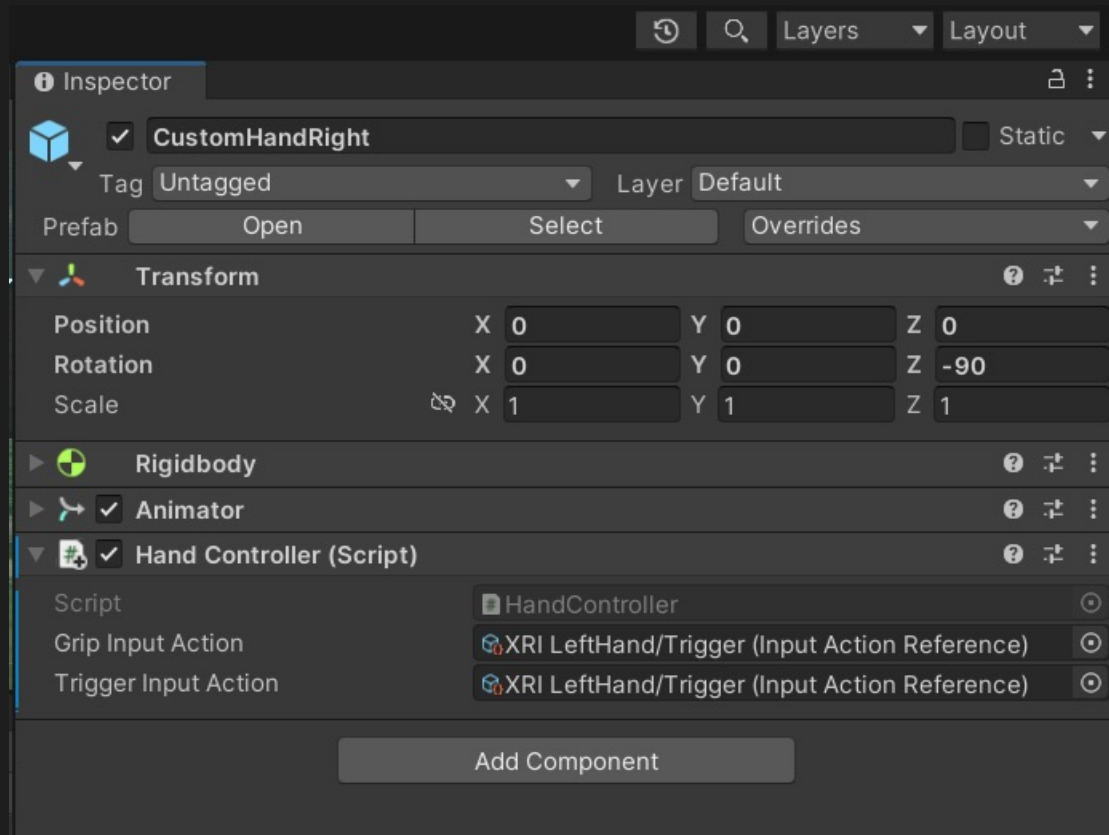 Layers Layout
Inspector
CustomHandRight Static
Tag Untagged Layer Default
Prefab Open Select Overrides
Transform
Position X 0 Y 0 Z 0
Rotation X 0 Y 0 Z -90
Scale X 1 Y 1 Z 1
Rigidbody
Animator
Hand Controller (Script)
Script HandController
Grip Input Action XRI LeftHand/Trigger (Input Action Reference)
Trigger Input Action XRI LeftHand/Trigger (Input Action Reference)
Add Component